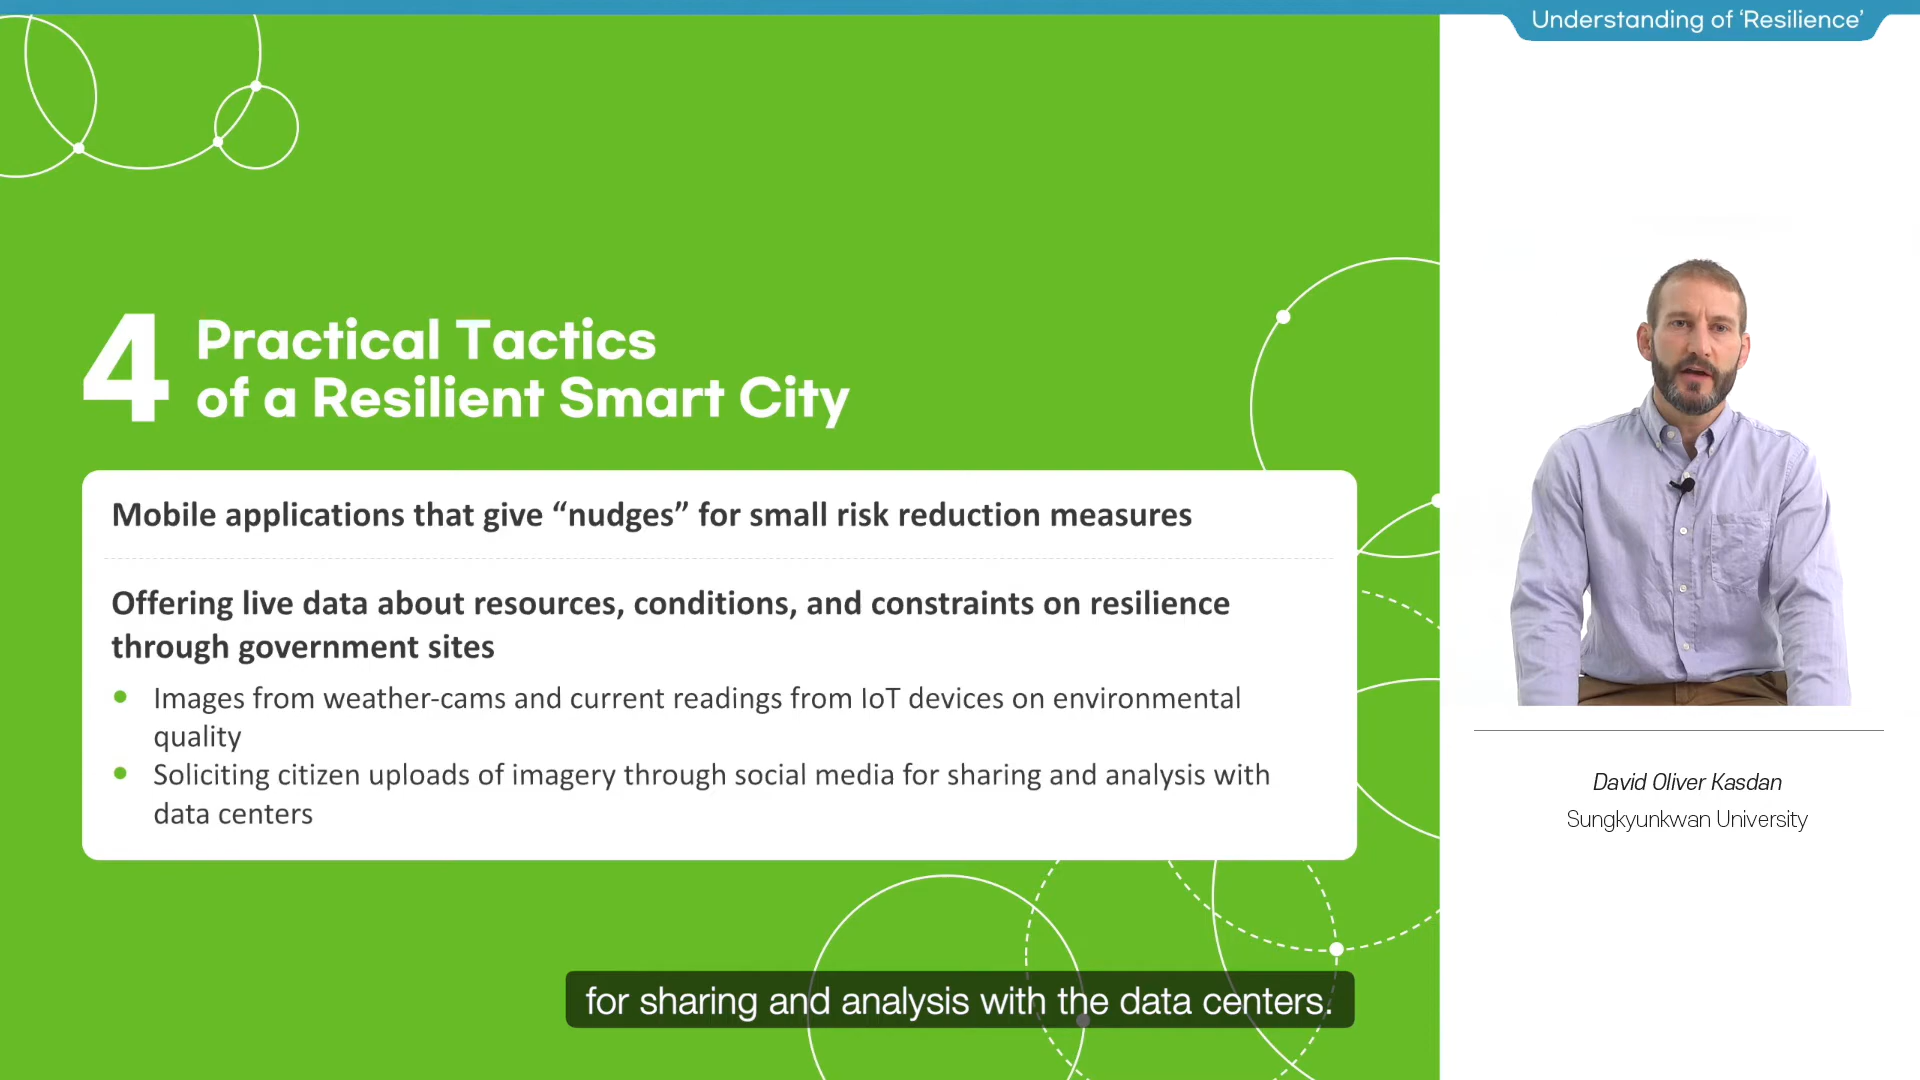 Understanding of ‘Resilience’
4 Practical Tactics
of a Resilient Smart City
Mobile applications that give “nudges” for small risk reduction measures
Offering live data about resources, conditions, and constraints on resilience
through government sites
• Images from weather-cams and current readings from IoT devices on environmental
quality
• Soliciting citizen uploads of imagery through social media for sharing and analysis with
data centers
David Oliver Kasdan
Sungkyunkwan University
for sharing and analysis with the data centers.